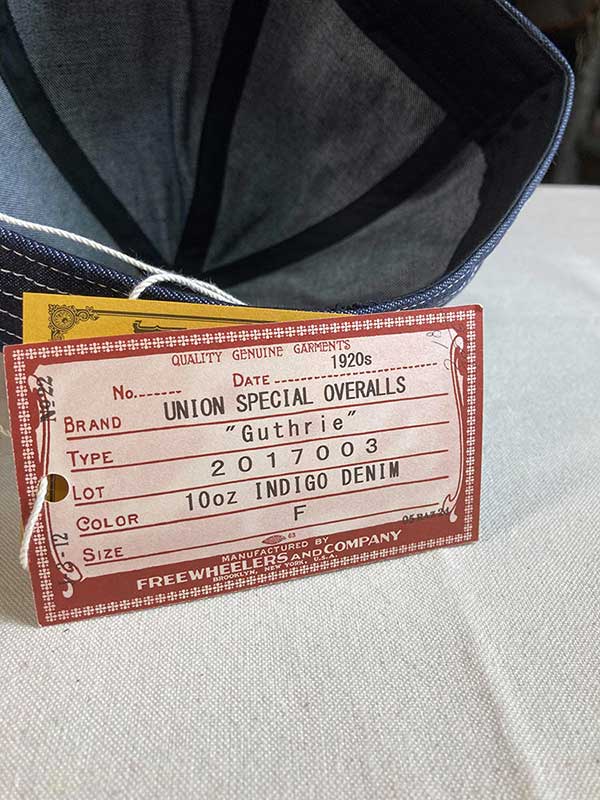 QUALITY GENUINE GARMENTS
No. DATE 1920s
BRAND UNION SPECIAL OVERALLS
TYPE "Guthrie"
LOT 2017003
COLOR 10oz INDIGO DENIM
SIZE F
MANUFACTURED BY
FREEWHEELERS AND COMPANY
BROOKLYN, NEW YORK, U.S.A.